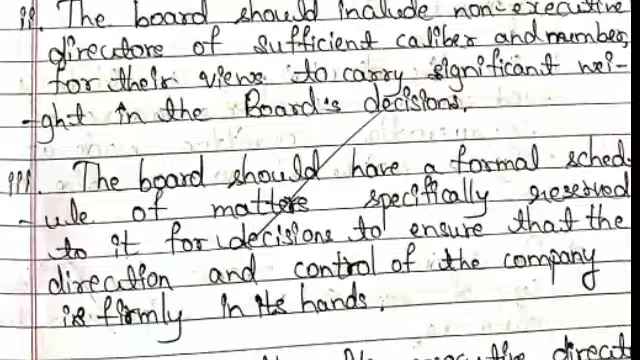 ii. The board should include non-executive
directors of sufficient caliber and number,
for their views to carry significant wei-
-ght in the Board's decisions.
iii. The board should have a formal sched-
-ule of matters specifically reserved
to it for decisions to ensure that the
direction and control of the company
is firmly in its hands.
executive direct